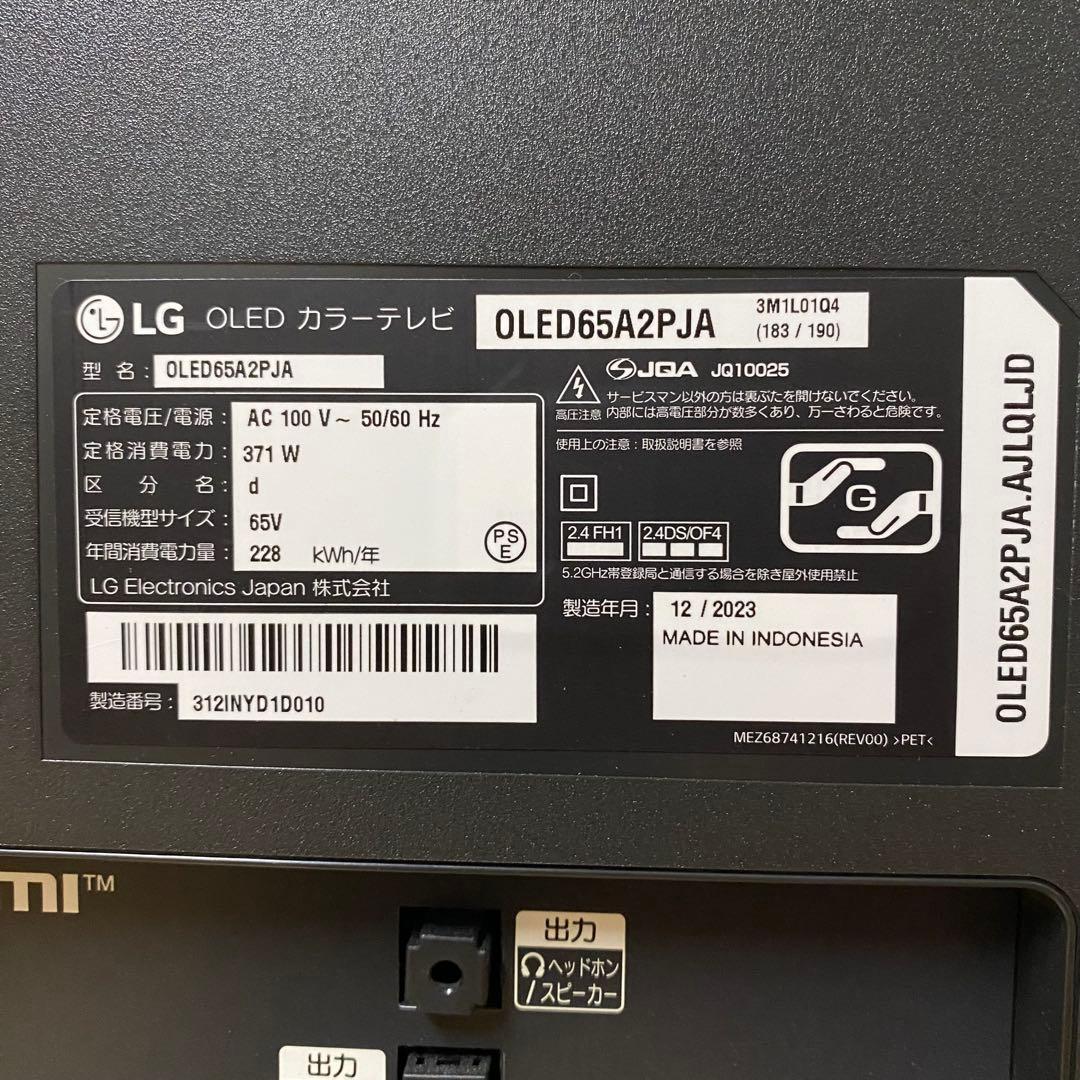 LG OLED カラーテレビ OLED65A2PJA 3M1L01Q4
(183 / 190)
型 名: OLED65A2PJA
定格電圧/電源: AC 100 V~ 50/60 Hz
定格消費電力: 371 W
区 分 名: d
受信機型サイズ: 65V
年間消費電力量: 228 kWh/年
PS
E
LG Electronics Japan 株式会社
製造番号: 312INYD1D010
JQA JQ10025
サービスマン以外の方は裏ぶたを開けないでください。
高圧注意 内部には高電圧部分が数多くあり、万一さわると危険です。
使用上の注意:取扱説明書を参照
G
2.4 FH1 2.4DS/OF4
5.2GHz帯登録局と通信する場合を除き屋外使用禁止
製造年月: 12 / 2023
MADE IN INDONESIA
MEZ68741216(REV00) >PET<
OLED65A2PJA.AJLQLJD
MI™
出力
ヘッドホン
/スピーカー
出力